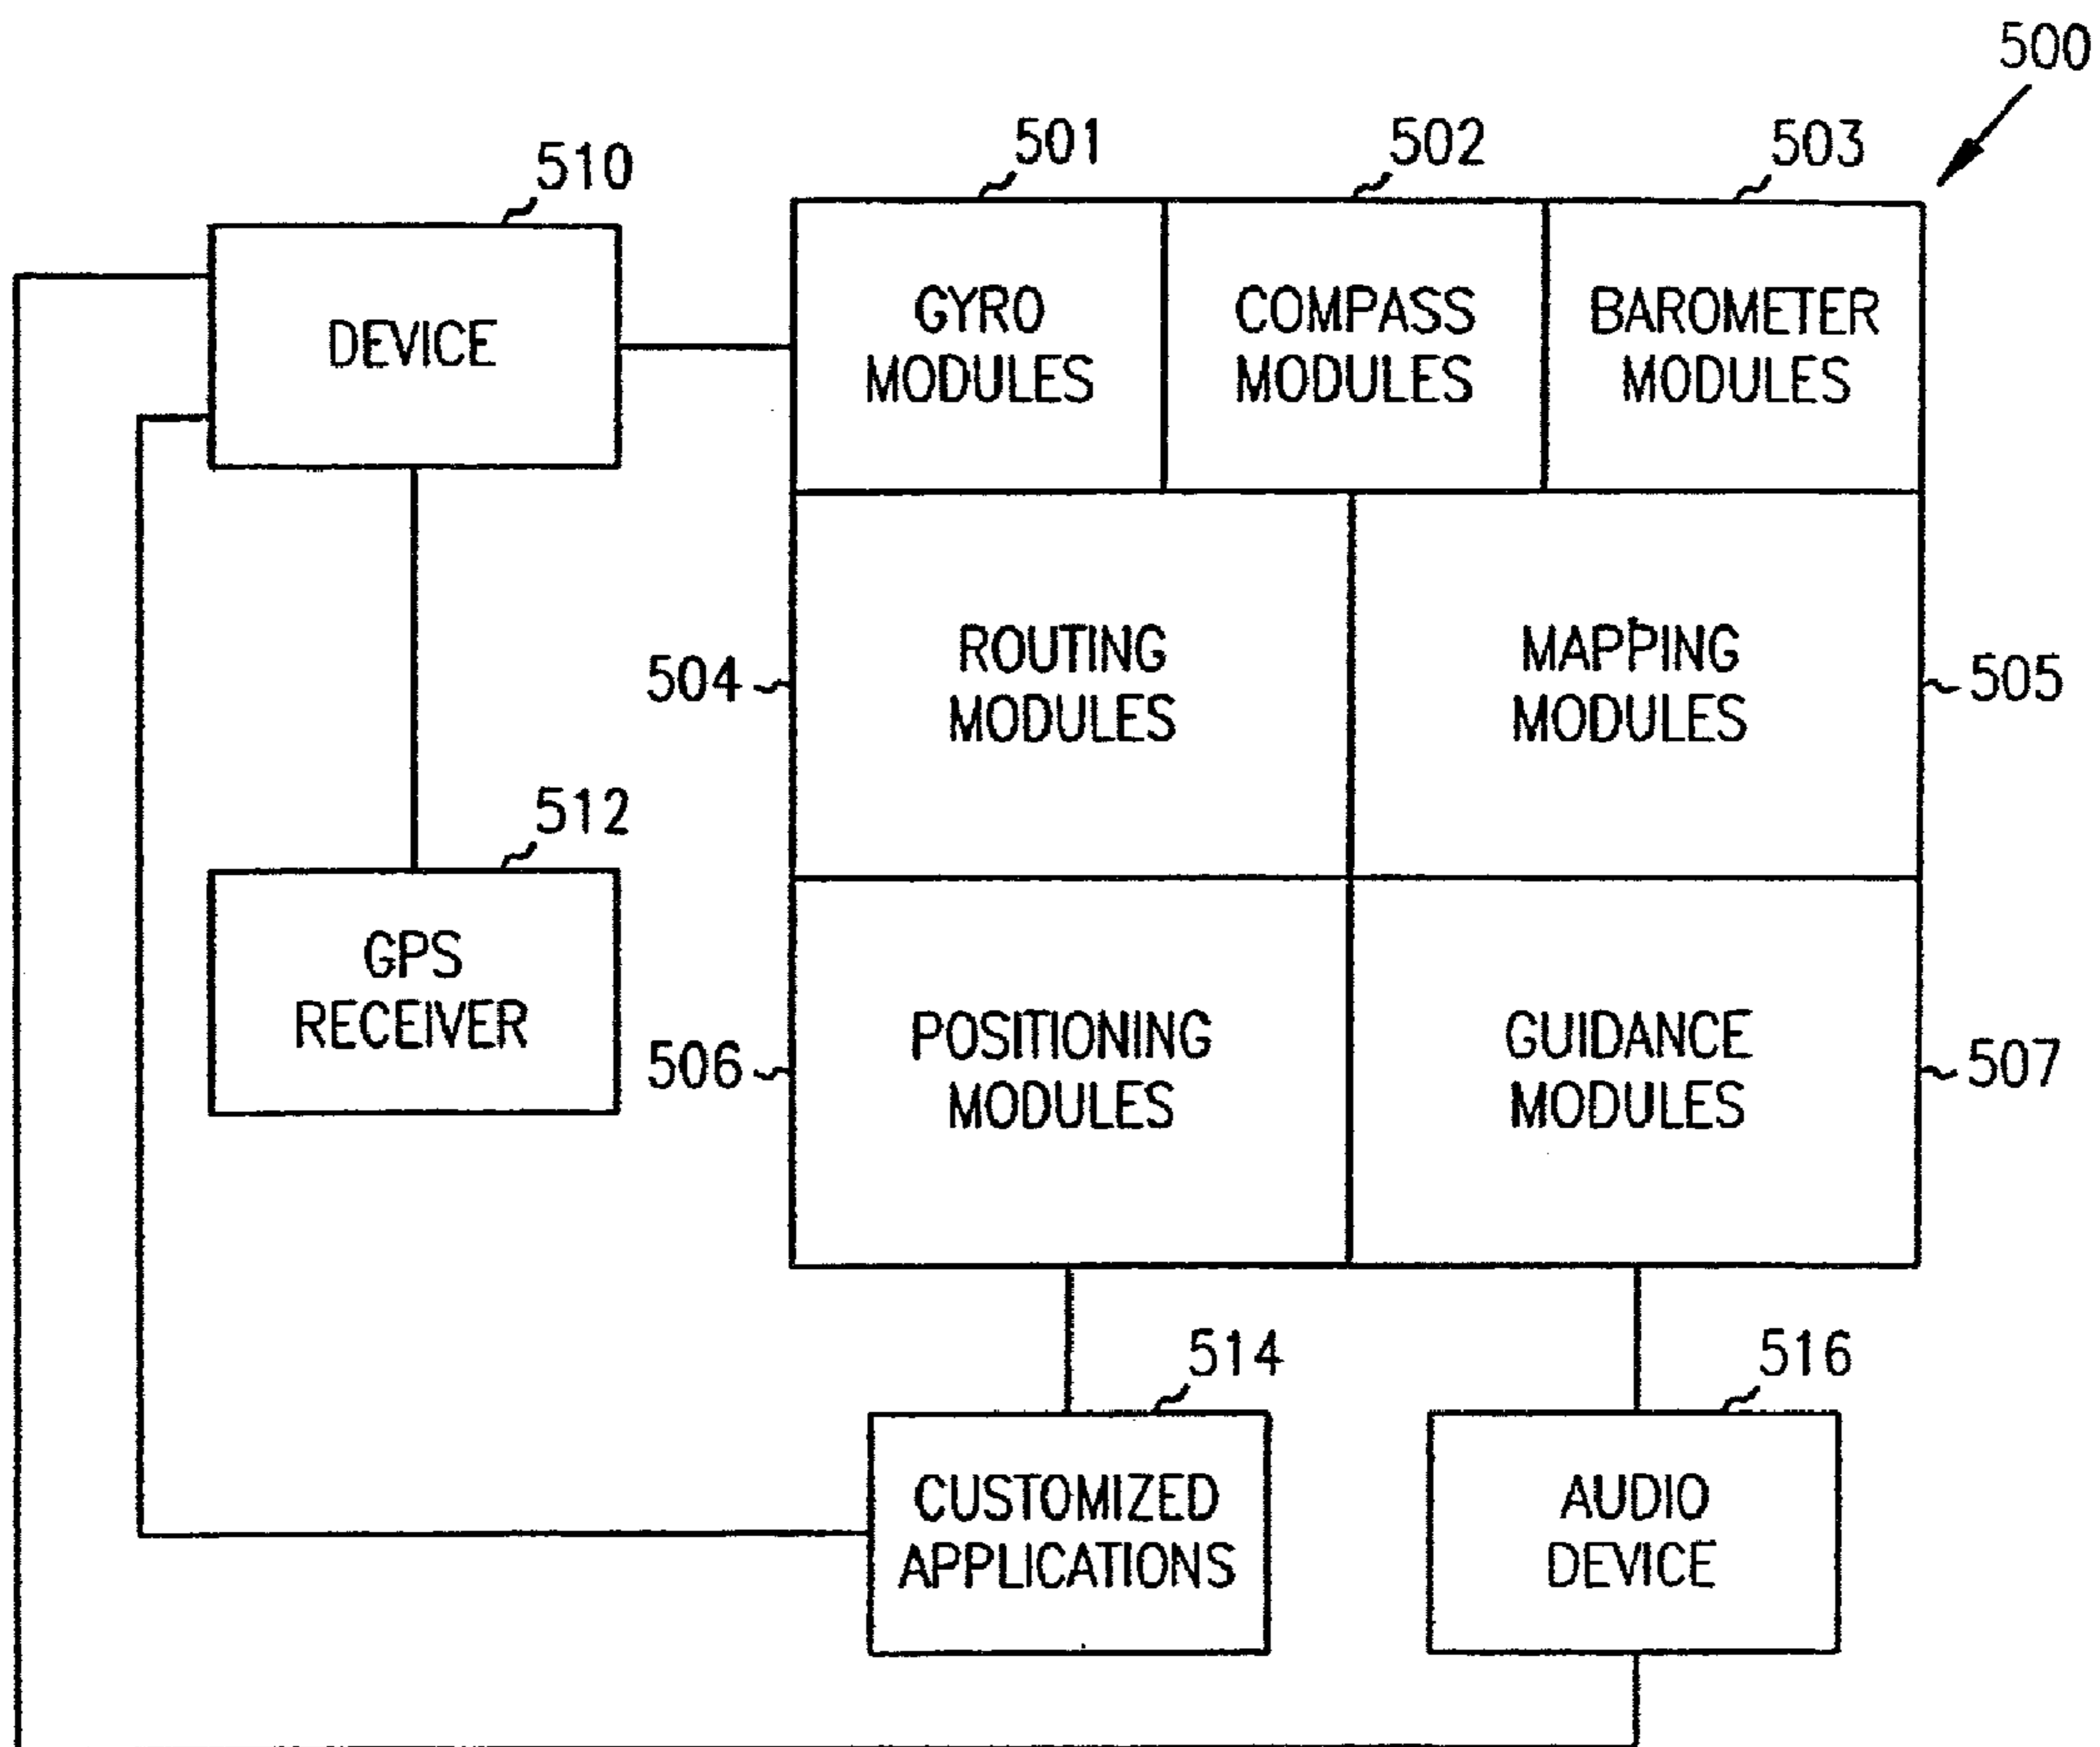 500
501
502
503
510
GYRO
MODULES
COMPASS
MODULES
BAROMETER
MODULES
DEVICE
504
ROUTING
MODULES
MAPPING
MODULES
505
512
GPS
RECEIVER
506
POSITIONING
MODULES
GUIDANCE
MODULES
507
514
516
CUSTOMIZED
APPLICATIONS
AUDIO
DEVICE